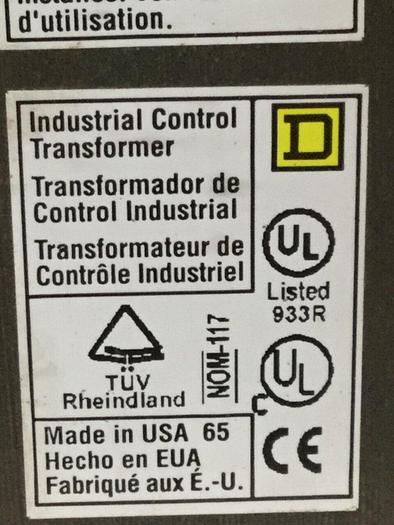 d'utilisation.
Industrial Control
Transformer
Transformador de
Control Industrial
Transformateur de
Contrôle Industriel
D
UL
Listed
933R
TÜV
Rheindland
NOM-117
C
UL
Made in USA 65
Hecho en EUA
Fabriqué aux É.-U.
CE